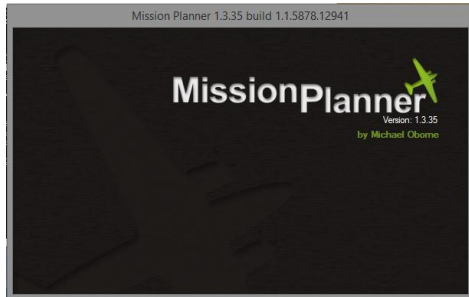 Mission Planner 1.3.35 build 1.1.5878.12941
MissionPlanner
Version: 1.3.35
by Michael Oborne